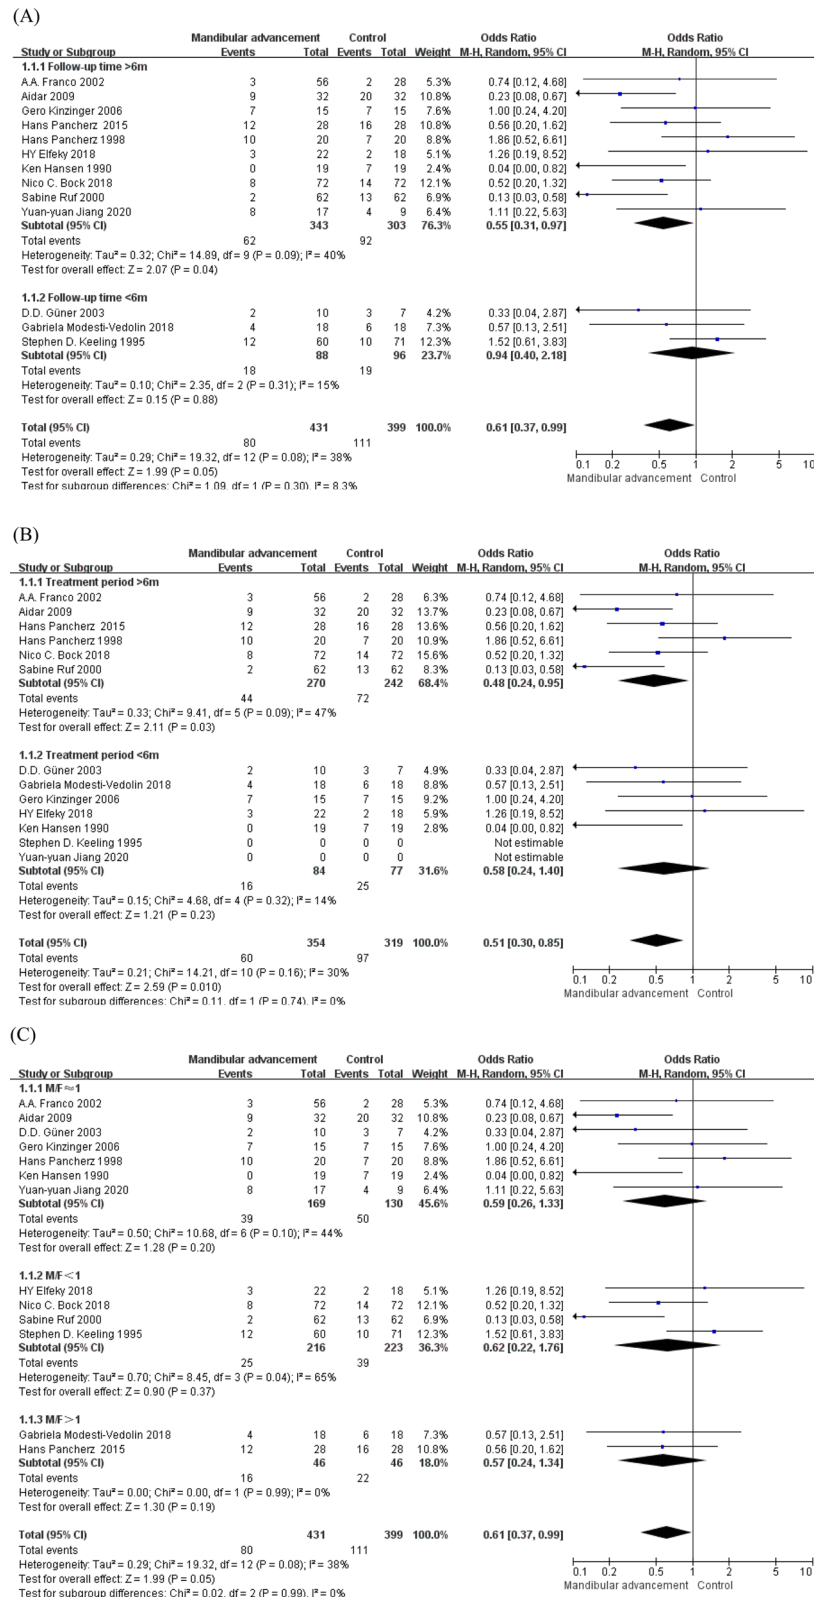 (A)
Mandibular advancement Control Odds Ratio Odds Ratio
Study or Subgroup Events Total Events Total Weight M-H, Random, 95% CI M-H, Random, 95% CI
1.1.1 Follow-up time >6m
A.A. Franco 2002 3 56 2 28 5.3% 0.74 [0.12, 4.68]
Aidar 2009 9 32 20 32 10.8% 0.23 [0.08, 0.67]
Gero Kinzinger 2006 7 15 7 15 7.6% 1.00 [0.24, 4.20]
Hans Pancherz 2015 12 28 16 28 10.8% 0.56 [0.20, 1.62]
Hans Pancherz 1998 10 20 7 20 8.8% 1.86 [0.52, 6.61]
HY Elfeky 2018 3 22 2 18 5.1% 1.26 [0.19, 8.52]
Ken Hansen 1990 0 19 7 19 2.4% 0.04 [0.00, 0.82]
Nico C. Bock 2018 8 72 14 72 12.1% 0.52 [0.20, 1.32]
Sabine Ruf 2000 2 62 13 62 6.9% 0.13 [0.03, 0.58]
Yuan-yuan Jiang 2020 8 17 4 9 6.4% 1.11 [0.22, 5.63]
Subtotal (95% CI) 343 303 76.3% 0.55 [0.31, 0.97]
Total events 62 92
Heterogeneity: Tau² = 0.32; Chi² = 14.89, df = 9 (P = 0.09); I² = 40%
Test for overall effect: Z = 2.07 (P = 0.04)
1.1.2 Follow-up time <6m
D.D. Güner 2003 2 10 3 7 4.2% 0.33 [0.04, 2.87]
Gabriela Modesti-Vedolin 2018 4 18 6 18 7.3% 0.57 [0.13, 2.51]
Stephen D. Keeling 1995 12 60 10 71 12.3% 1.52 [0.61, 3.83]
Subtotal (95% CI) 88 96 23.7% 0.94 [0.40, 2.18]
Total events 18 19
Heterogeneity: Tau² = 0.10; Chi² = 2.35, df = 2 (P = 0.31); I² = 15%
Test for overall effect: Z = 0.15 (P = 0.88)
Total (95% CI) 431 399 100.0% 0.61 [0.37, 0.99]
Total events 80 111
Heterogeneity: Tau² = 0.29; Chi² = 19.32, df = 12 (P = 0.08); I² = 38%
Test for overall effect: Z = 1.99 (P = 0.05)
Test for subgroup differences: Chi² = 1.09, df = 1 (P = 0.30), I² = 8.3%
0.1 0.2 0.5 1 2 5 10
Mandibular advancement Control
(B)
Mandibular advancement Control Odds Ratio Odds Ratio
Study or Subgroup Events Total Events Total Weight M-H, Random, 95% CI M-H, Random, 95% CI
1.1.1 Treatment period >6m
A.A. Franco 2002 3 56 2 28 6.3% 0.74 [0.12, 4.68]
Aidar 2009 9 32 20 32 13.7% 0.23 [0.08, 0.67]
Hans Pancherz 2015 12 28 16 28 13.6% 0.56 [0.20, 1.62]
Hans Pancherz 1998 10 20 7 20 10.9% 1.86 [0.52, 6.61]
Nico C. Bock 2018 8 72 14 72 15.6% 0.52 [0.20, 1.32]
Sabine Ruf 2000 2 62 13 62 8.3% 0.13 [0.03, 0.58]
Subtotal (95% CI) 270 242 68.4% 0.48 [0.24, 0.95]
Total events 44 72
Heterogeneity: Tau² = 0.33; Chi² = 9.41, df = 5 (P = 0.09); I² = 47%
Test for overall effect: Z = 2.11 (P = 0.03)
1.1.2 Treatment period <6m
D.D. Güner 2003 2 10 3 7 4.9% 0.33 [0.04, 2.87]
Gabriela Modesti-Vedolin 2018 4 18 6 18 8.8% 0.57 [0.13, 2.51]
Gero Kinzinger 2006 7 15 7 15 9.2% 1.00 [0.24, 4.20]
HY Elfeky 2018 3 22 2 18 5.9% 1.26 [0.19, 8.52]
Ken Hansen 1990 0 19 7 19 2.8% 0.04 [0.00, 0.82]
Stephen D. Keeling 1995 0 0 0 0 Not estimable
Yuan-yuan Jiang 2020 0 0 0 0 Not estimable
Subtotal (95% CI) 84 77 31.6% 0.58 [0.24, 1.40]
Total events 16 25
Heterogeneity: Tau² = 0.15; Chi² = 4.68, df = 4 (P = 0.32); I² = 14%
Test for overall effect: Z = 1.21 (P = 0.23)
Total (95% CI) 354 319 100.0% 0.51 [0.30, 0.85]
Total events 60 97
Heterogeneity: Tau² = 0.21; Chi² = 14.21, df = 10 (P = 0.16); I² = 30%
Test for overall effect: Z = 2.59 (P = 0.010)
Test for subgroup differences: Chi² = 0.11, df = 1 (P = 0.74), I² = 0%
0.1 0.2 0.5 1 2 5 10
Mandibular advancement Control
(C)
Mandibular advancement Control Odds Ratio Odds Ratio
Study or Subgroup Events Total Events Total Weight M-H, Random, 95% CI M-H, Random, 95% CI
1.1.1 M/F≈1
A.A. Franco 2002 3 56 2 28 5.3% 0.74 [0.12, 4.68]
Aidar 2009 9 32 20 32 10.8% 0.23 [0.08, 0.67]
D.D. Güner 2003 2 10 3 7 4.2% 0.33 [0.04, 2.87]
Gero Kinzinger 2006 7 15 7 15 7.6% 1.00 [0.24, 4.20]
Hans Pancherz 1998 10 20 7 20 8.8% 1.86 [0.52, 6.61]
Ken Hansen 1990 0 19 7 19 2.4% 0.04 [0.00, 0.82]
Yuan-yuan Jiang 2020 8 17 4 9 6.4% 1.11 [0.22, 5.63]
Subtotal (95% CI) 169 130 45.6% 0.59 [0.26, 1.33]
Total events 39 50
Heterogeneity: Tau² = 0.50; Chi² = 10.68, df = 6 (P = 0.10); I² = 44%
Test for overall effect: Z = 1.28 (P = 0.20)
1.1.2 M/F＜1
HY Elfeky 2018 3 22 2 18 5.1% 1.26 [0.19, 8.52]
Nico C. Bock 2018 8 72 14 72 12.1% 0.52 [0.20, 1.32]
Sabine Ruf 2000 2 62 13 62 6.9% 0.13 [0.03, 0.58]
Stephen D. Keeling 1995 12 60 10 71 12.3% 1.52 [0.61, 3.83]
Subtotal (95% CI) 216 223 36.3% 0.62 [0.22, 1.76]
Total events 25 39
Heterogeneity: Tau² = 0.70; Chi² = 8.45, df = 3 (P = 0.04); I² = 65%
Test for overall effect: Z = 0.90 (P = 0.37)
1.1.3 M/F＞1
Gabriela Modesti-Vedolin 2018 4 18 6 18 7.3% 0.57 [0.13, 2.51]
Hans Pancherz 2015 12 28 16 28 10.8% 0.56 [0.20, 1.62]
Subtotal (95% CI) 46 46 18.0% 0.57 [0.24, 1.34]
Total events 16 22
Heterogeneity: Tau² = 0.00; Chi² = 0.00, df = 1 (P = 0.99); I² = 0%
Test for overall effect: Z = 1.30 (P = 0.19)
Total (95% CI) 431 399 100.0% 0.61 [0.37, 0.99]
Total events 80 111
Heterogeneity: Tau² = 0.29; Chi² = 19.32, df = 12 (P = 0.08); I² = 38%
Test for overall effect: Z = 1.99 (P = 0.05)
Test for subgroup differences: Chi² = 0.02, df = 2 (P = 0.99), I² = 0%
0.1 0.2 0.5 1 2 5 10
Mandibular advancement Control